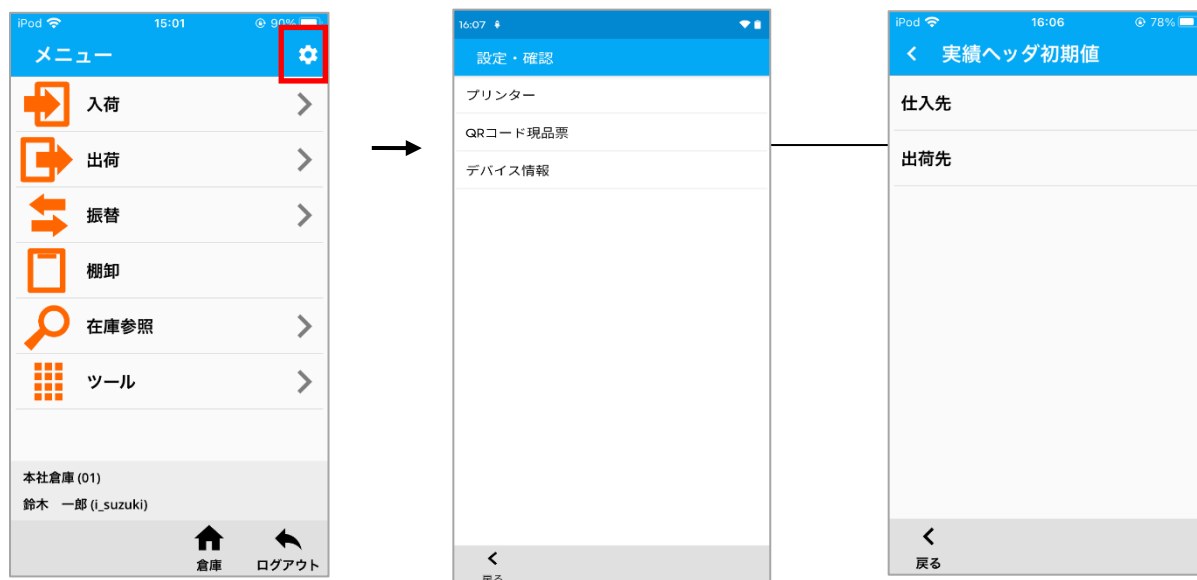 iPod 15:01 90%
メニュー
入荷
出荷
振替
棚卸
在庫参照
ツール
本社倉庫 (01)
鈴木　一郎 (i_suzuki)
倉庫 ログアウト
16:07
設定・確認
プリンター
QRコード現品票
デバイス情報
戻る
iPod 16:06 78%
実績ヘッダ初期値
仕入先
出荷先
戻る